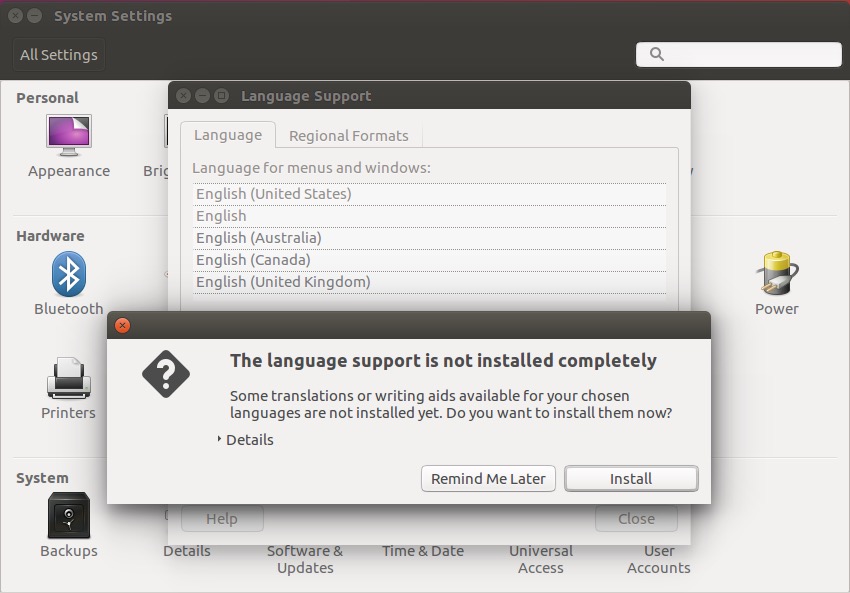 System Settings
All Settings
Personal
Appearance
Language Support
Language
Regional Formats
Language for menus and windows:
English (United States)
English
English (Australia)
English (Canada)
English (United Kingdom)
Hardware
Bluetooth
Power
Printers
The language support is not installed completely
Some translations or writing aids available for your chosen
languages are not installed yet. Do you want to install them now?
Details
Remind Me Later
Install
Help
Close
System
Backups
Details
Software &
Updates
Time & Date
Universal
Access
User
Accounts